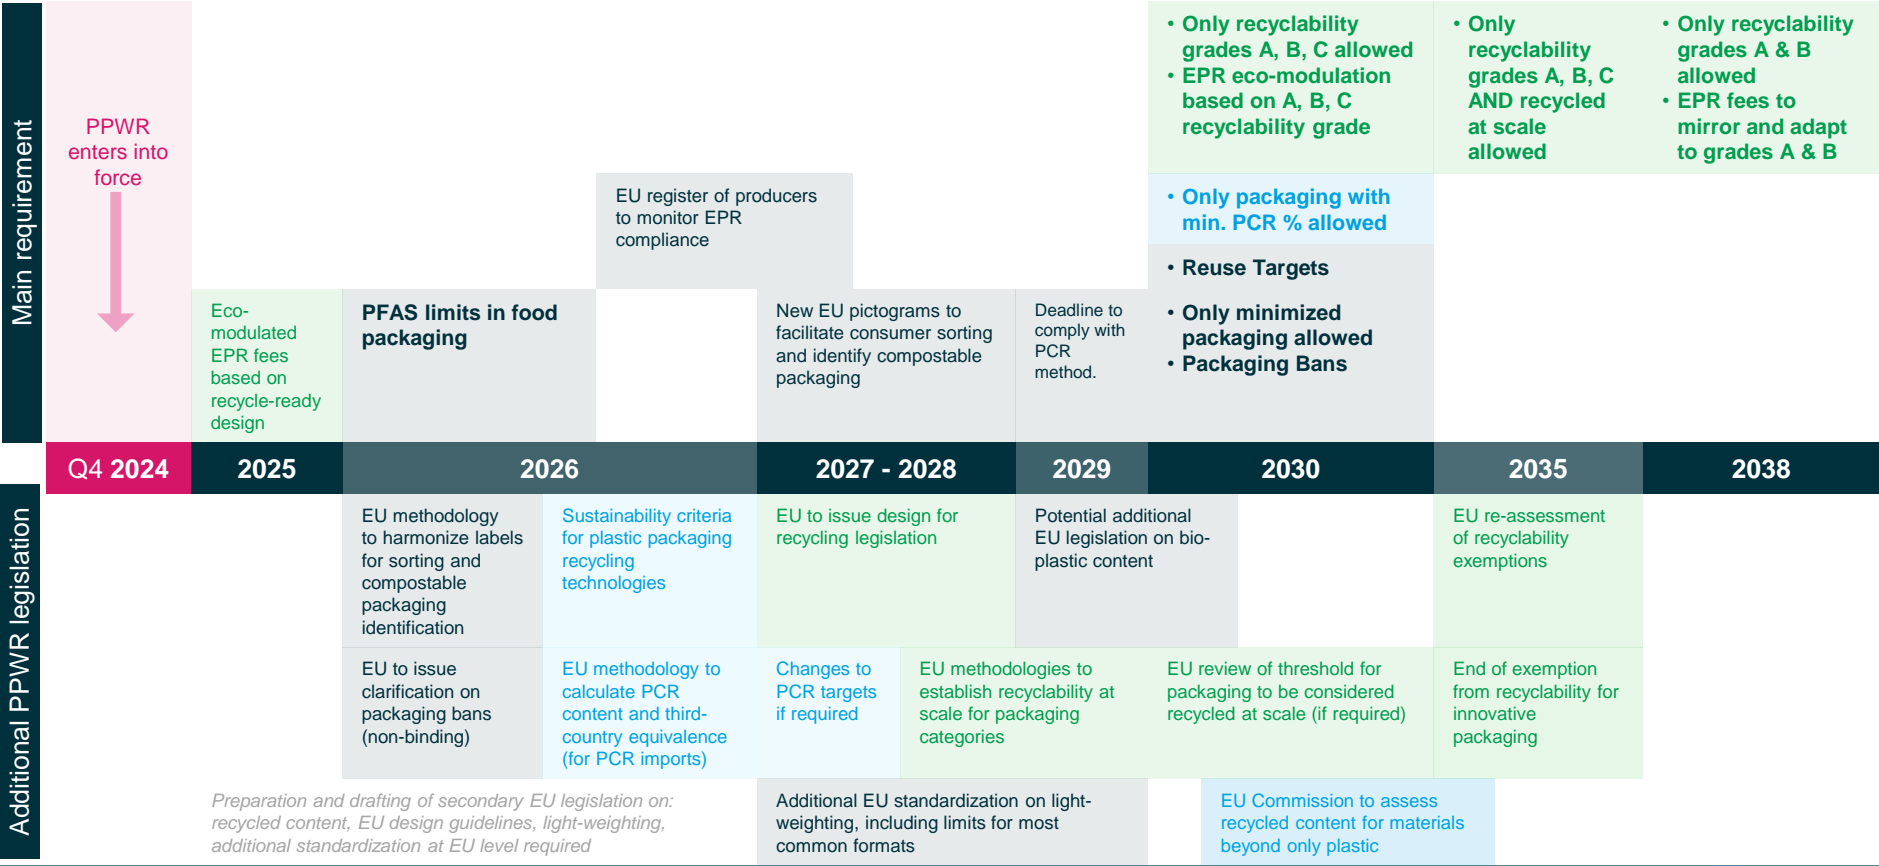 Main requirement
PPWR
enters into
force
Eco-
modulated
EPR fees
based on
recycle-ready
design
PFAS limits in food
packaging
EU register of producers
to monitor EPR
compliance
New EU pictograms to
facilitate consumer sorting
and identify compostable
packaging
Deadline to
comply with
PCR
method.
• Only recyclability
grades A, B, C allowed
• EPR eco-modulation
based on A, B, C
recyclability grade
• Only packaging with
min. PCR % allowed
• Reuse Targets
• Only minimized
packaging allowed
• Packaging Bans
• Only
recyclability
grades A, B, C
AND recycled
at scale
allowed
• Only recyclability
grades A & B
allowed
• EPR fees to
mirror and adapt
to grades A & B
Q4 2024
2025
2026
2027 - 2028
2029
2030
2035
2038
Additional PPWR legislation
EU methodology
to harmonize labels
for sorting and
compostable
packaging
identification
Sustainability criteria
for plastic packaging
recycling
technologies
EU to issue design for
recycling legislation
Potential additional
EU legislation on bio-
plastic content
EU re-assessment
of recyclability
exemptions
EU to issue
clarification on
packaging bans
(non-binding)
EU methodology to
calculate PCR
content and third-
country equivalence
(for PCR imports)
Changes to
PCR targets
if required
EU methodologies to
establish recyclability at
scale for packaging
categories
EU review of threshold for
packaging to be considered
recycled at scale (if required)
End of exemption
from recyclability for
innovative
packaging
Preparation and drafting of secondary EU legislation on:
recycled content, EU design guidelines, light-weighting,
additional standardization at EU level required
Additional EU standardization on light-
weighting, including limits for most
common formats
EU Commission to assess
recycled content for materials
beyond only plastic